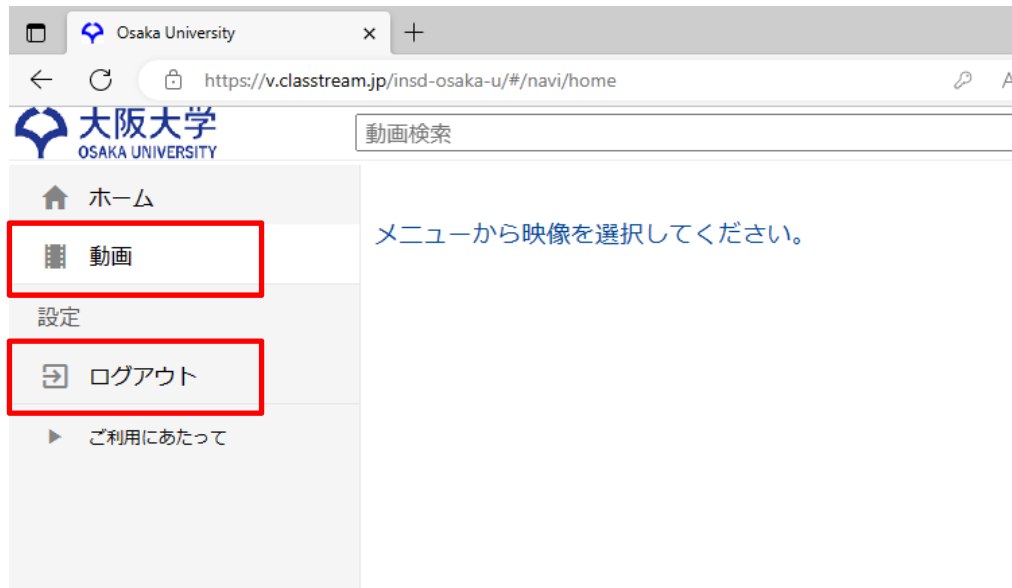 Osaka University
https://v.classtream.jp/insd-osaka-u/#/navi/home
大阪大学
OSAKA UNIVERSITY
動画検索
ホーム
メニューから映像を選択してください。
動画
設定
ログアウト
ご利用にあたって